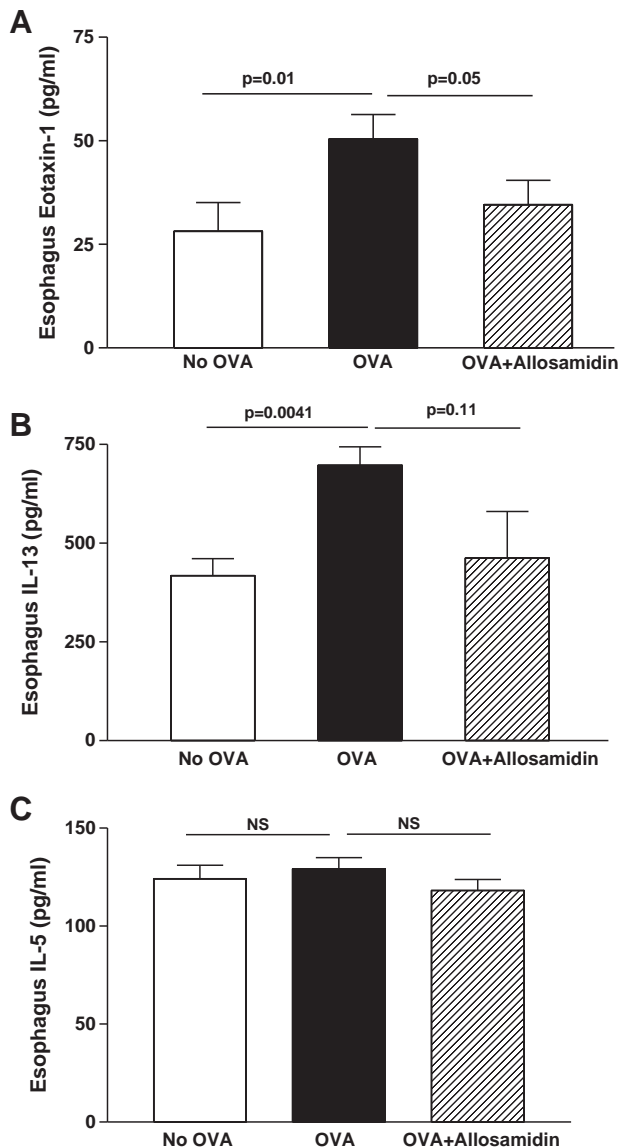 A
Esophagus Eotaxin-1 (pg/ml)
75
50
25
0
p=0.01
p=0.05
No OVA
OVA
OVA+Allosamidin
B
Esophagus IL-13 (pg/ml)
750
500
250
0
p=0.0041
p=0.11
No OVA
OVA
OVA+Allosamidin
C
Esophagus IL-5 (pg/ml)
150
100
50
0
NS
NS
No OVA
OVA
OVA+Allosamidin